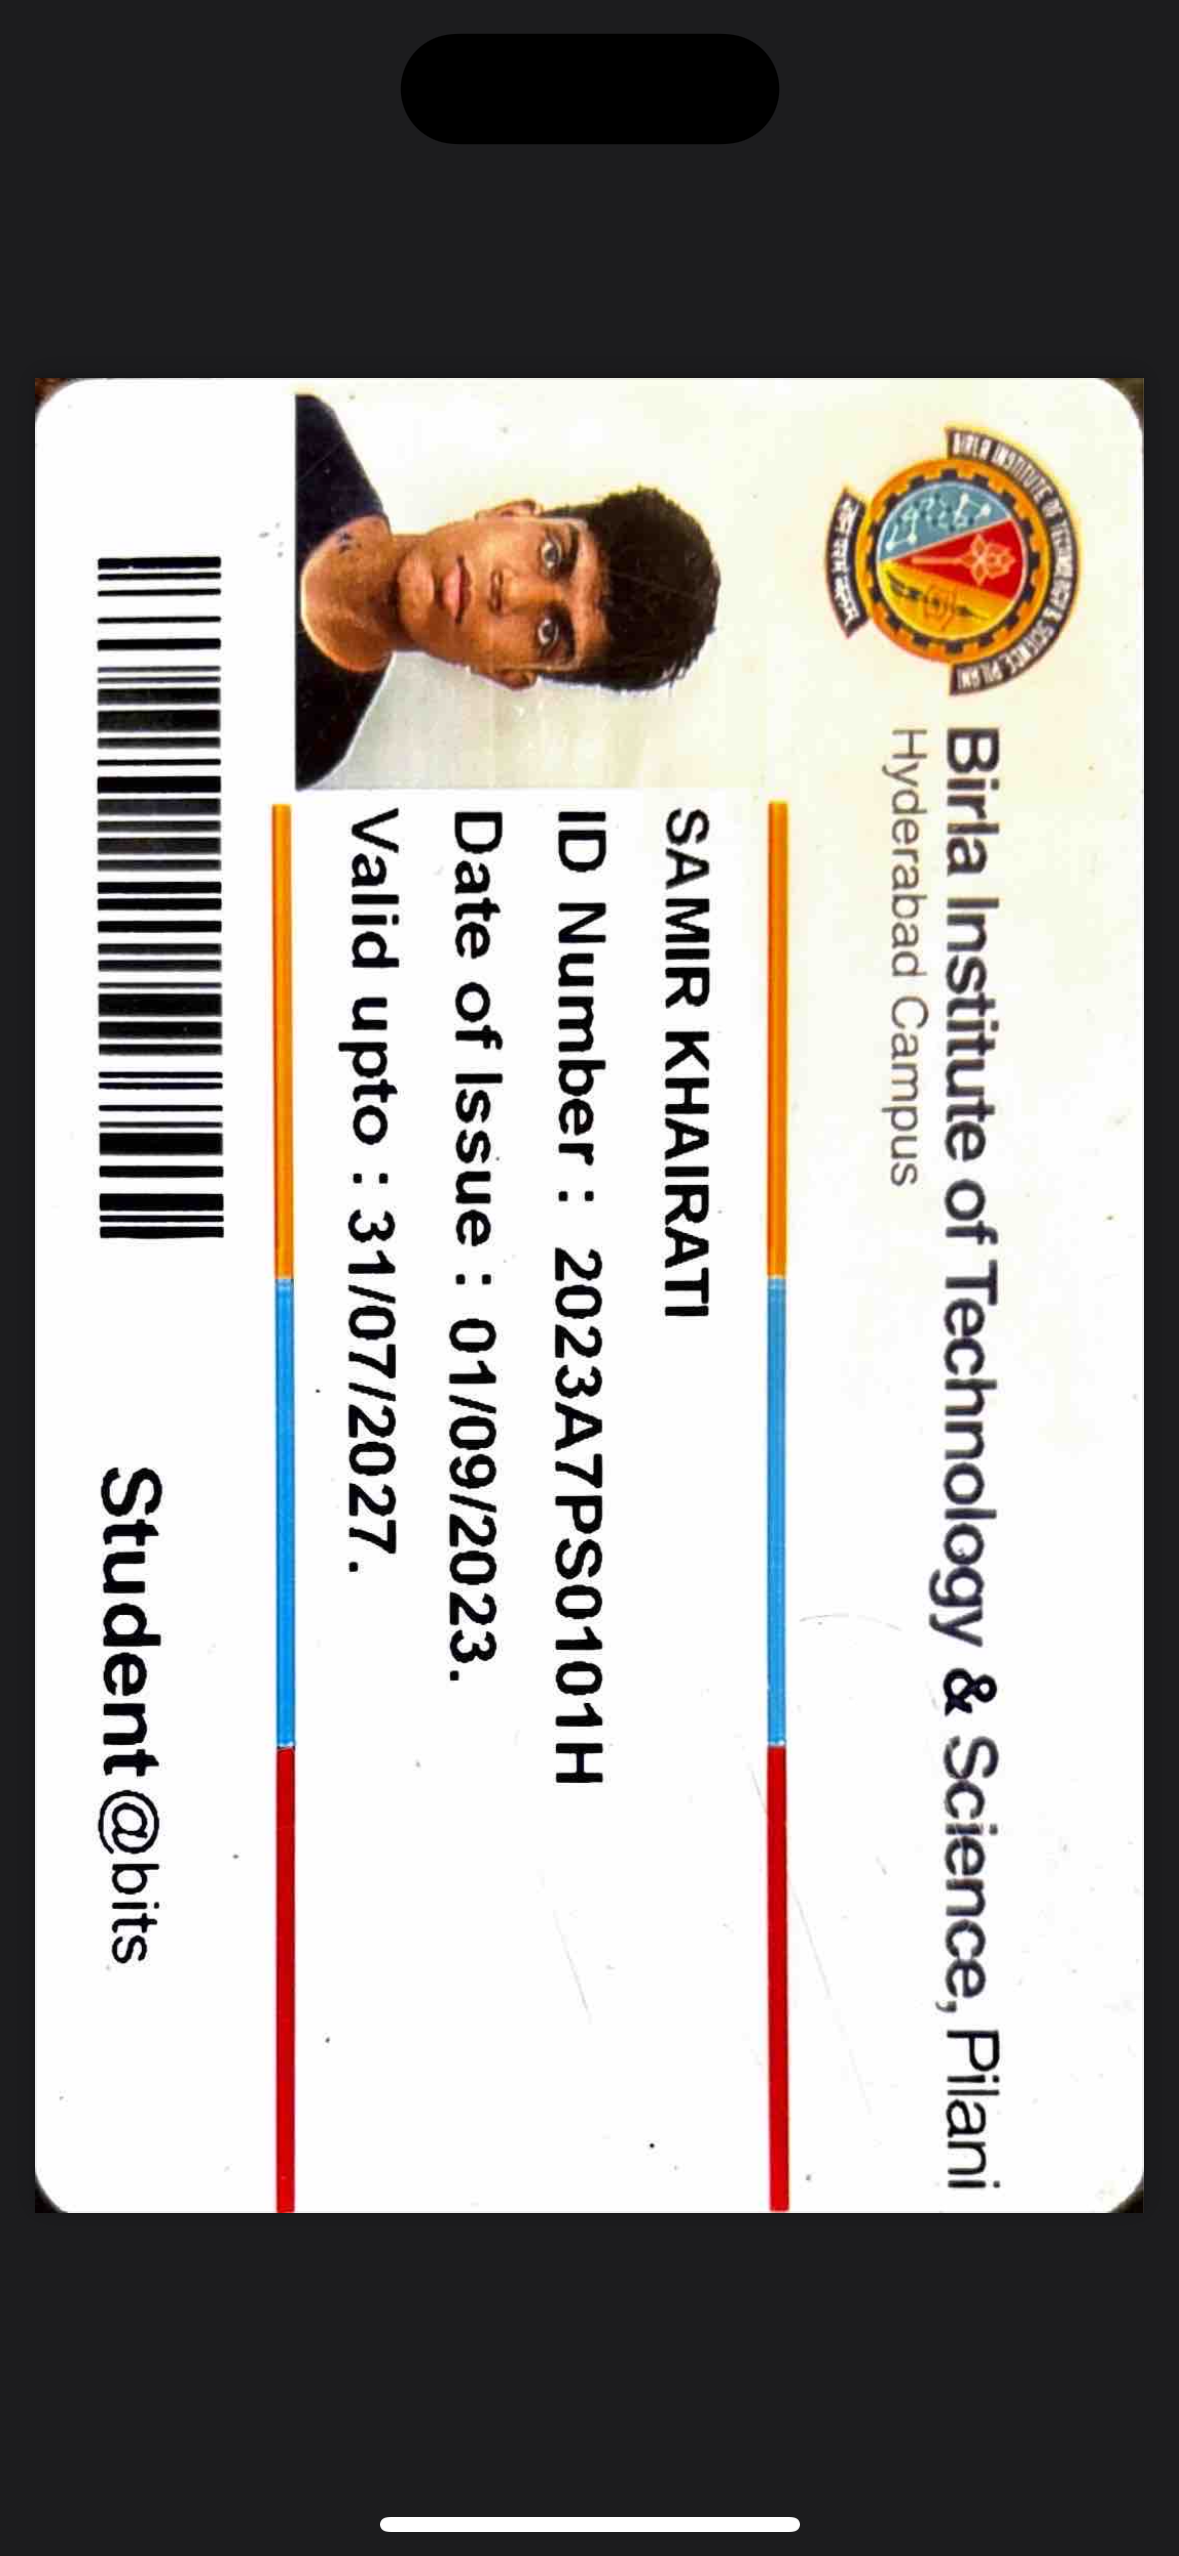 BIRLA INSTITUTE OF TECHNOLOGY & SCIENCE PILANI
Birla Institute of Technology & Science, Pilani
Hyderabad Campus
SAMIR KHAIRATI
ID Number : 2023A7PS0101H
Date of Issue : 01/09/2023.
Valid upto : 31/07/2027.
Student@bits